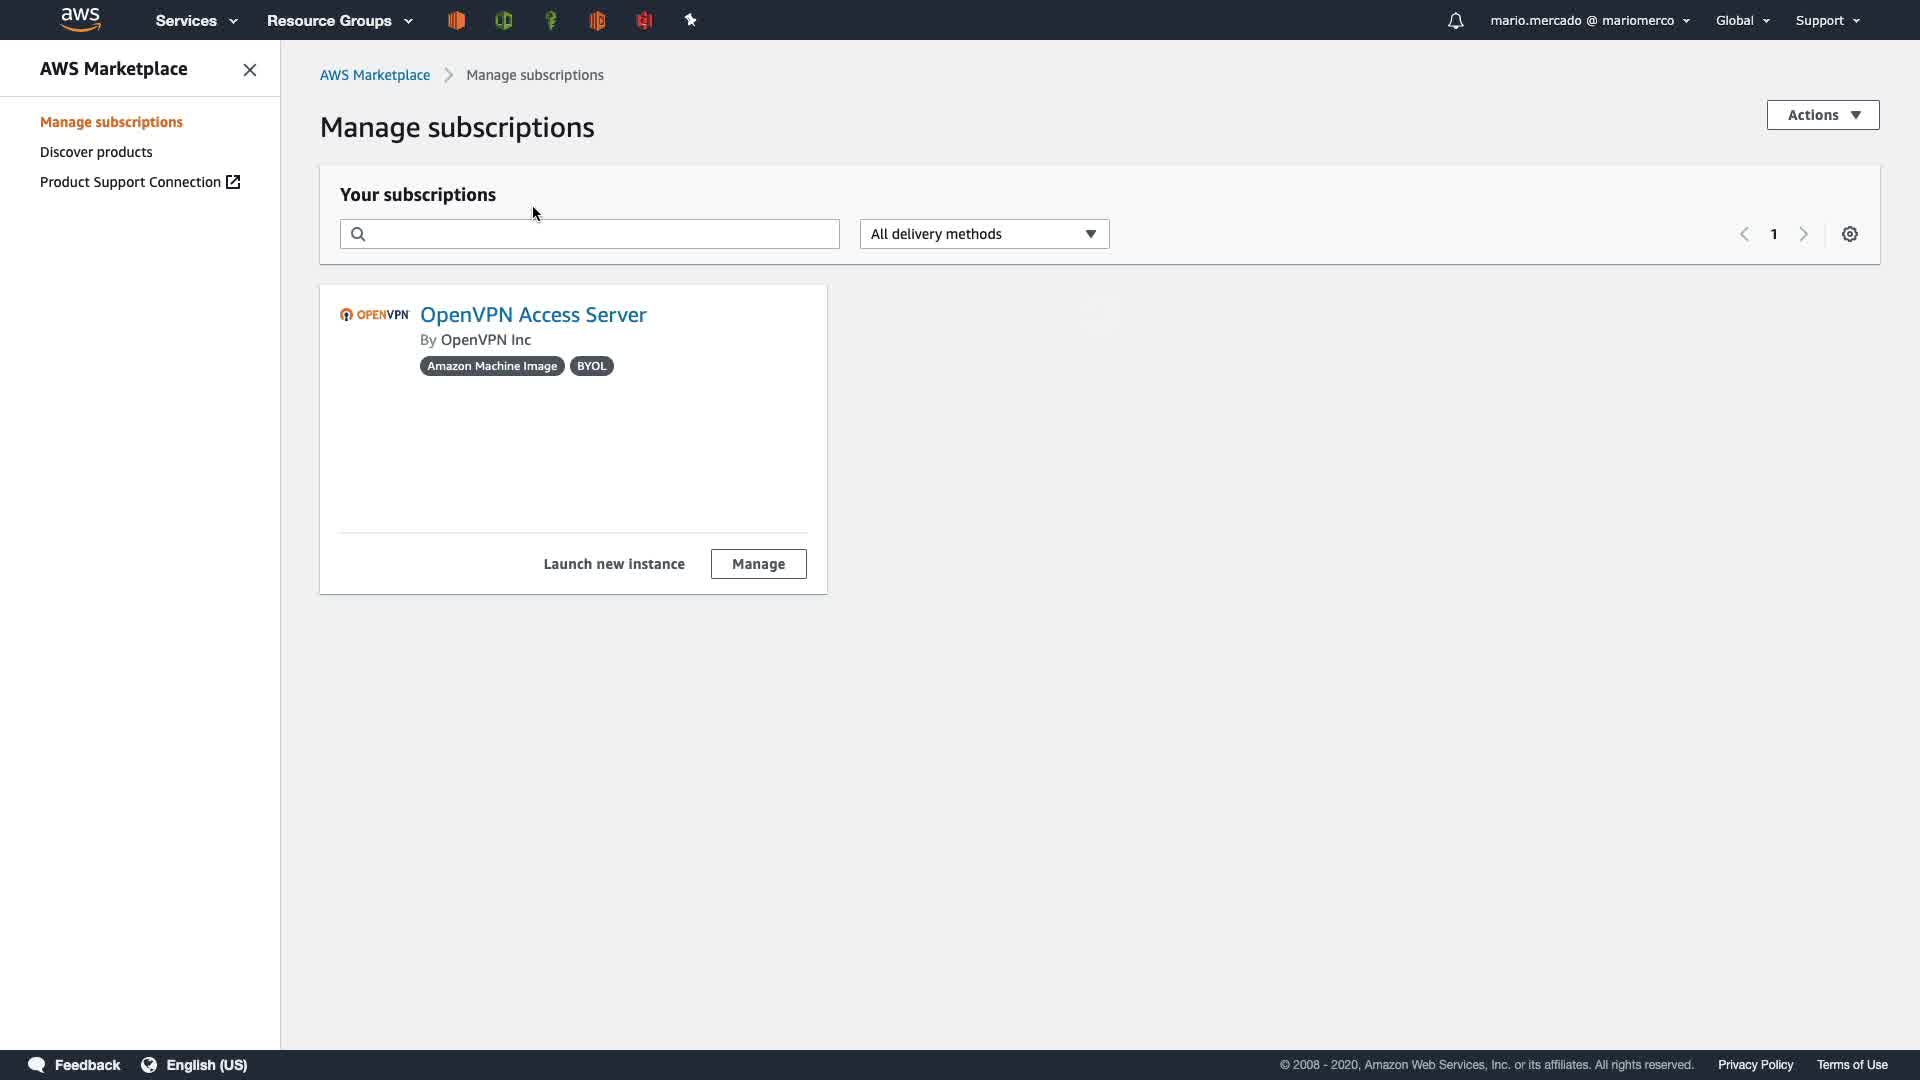 aws Services Resource Groups mario.mercado @ mariomerco Global Support
AWS Marketplace
Manage subscriptions
Discover products
Product Support Connection
AWS Marketplace Manage subscriptions
Manage subscriptions
Actions
Your subscriptions
All delivery methods
1
OPENVPN
OpenVPN Access Server
By OpenVPN Inc
Amazon Machine Image BYOL
Launch new instance Manage
Feedback English (US) © 2008 - 2020, Amazon Web Services, Inc. or its affiliates. All rights reserved. Privacy Policy Terms of Use